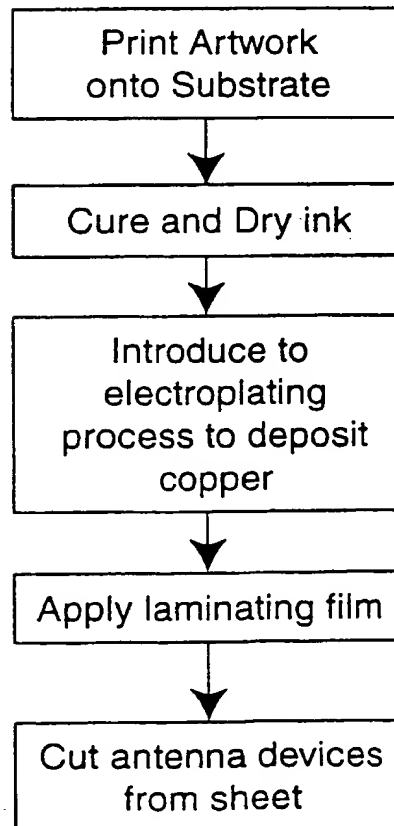 Print Artwork
onto Substrate
Cure and Dry ink
Introduce to
electroplating
process to deposit
copper
Apply laminating film
Cut antenna devices
from sheet